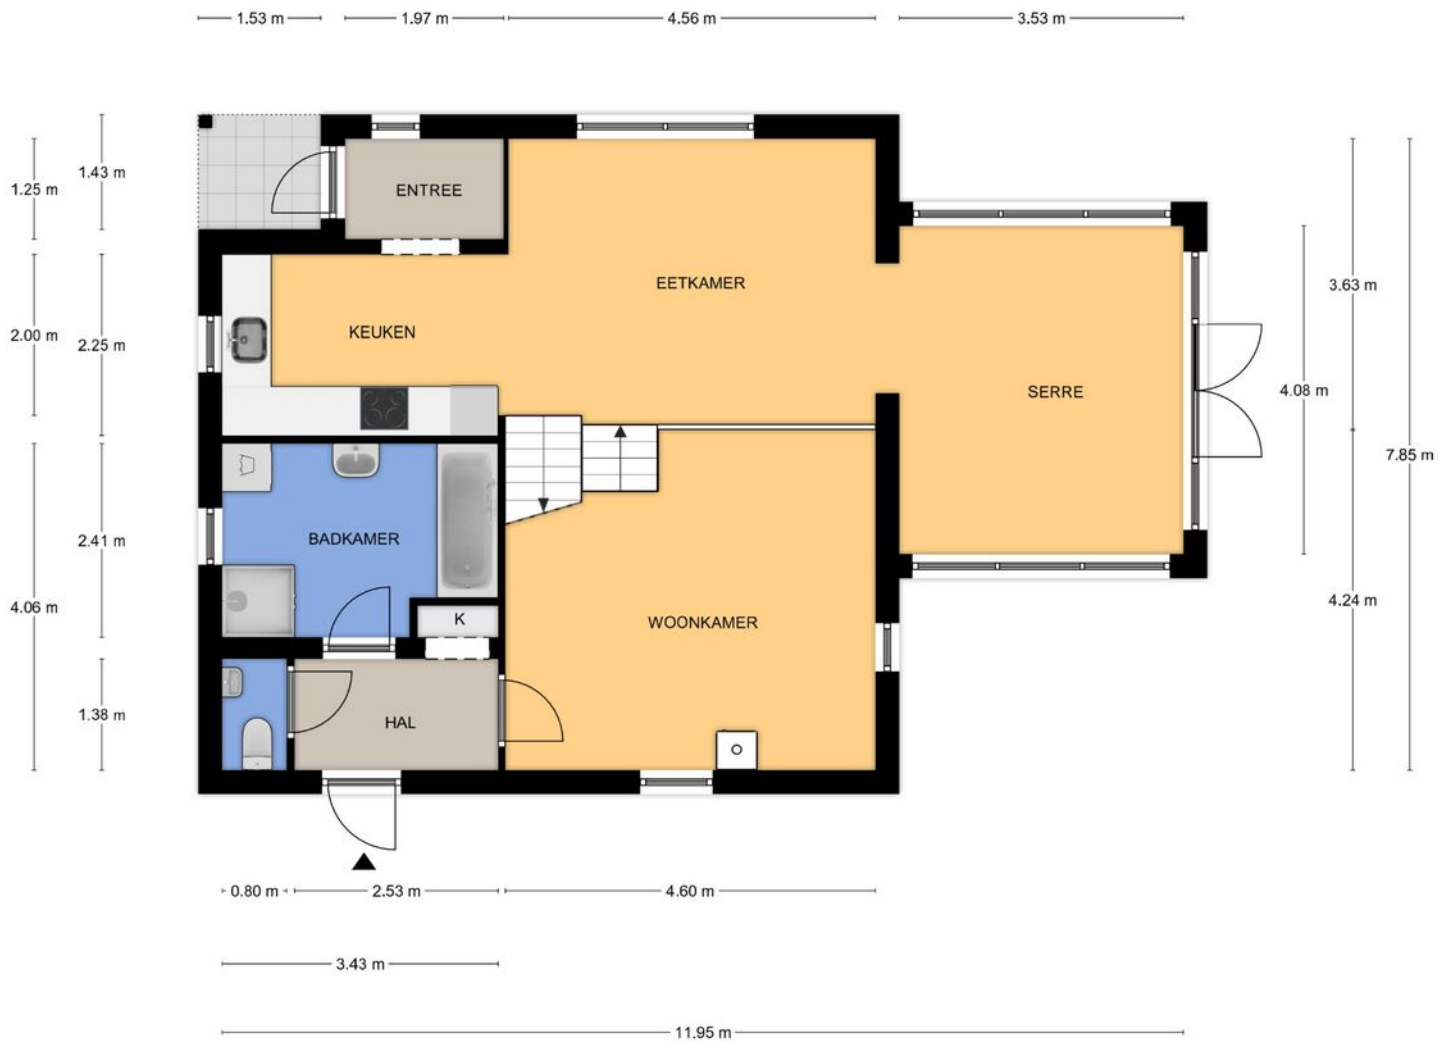 1.53 m
1.97 m
4.56 m
3.53 m
1.43 m
1.25 m
ENTREE
EETKAMER
3.63 m
2.00 m
2.25 m
KEUKEN
SERRE
4.08 m
7.85 m
2.41 m
BADKAMER
4.06 m
4.24 m
K
WOONKAMER
1.38 m
HAL
0.80 m
2.53 m
4.60 m
3.43 m
11.95 m